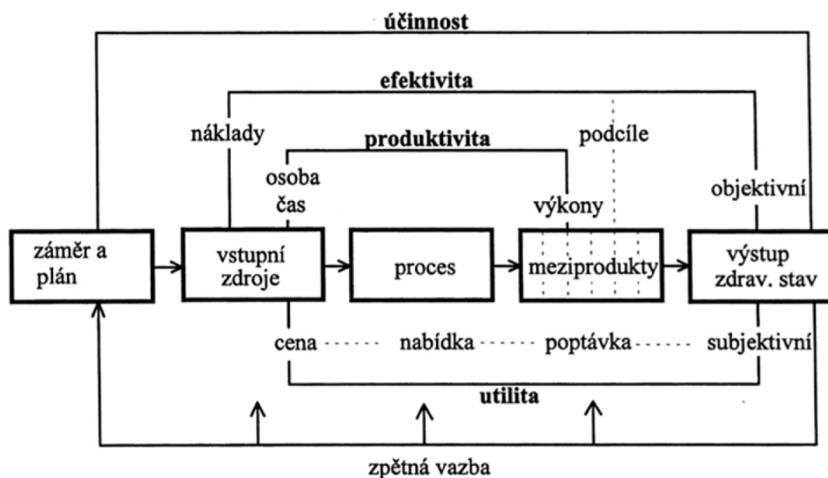 účinnost
efektivita
náklady
produktivita
podcíle
osoba
čas
výkony
objektivní
záměr a
plán
vstupní
zdroje
proces
meziprodukty
výstup
zdrav. stav
cena
nabídka
poptávka
subjektivní
utilita
zpětná vazba